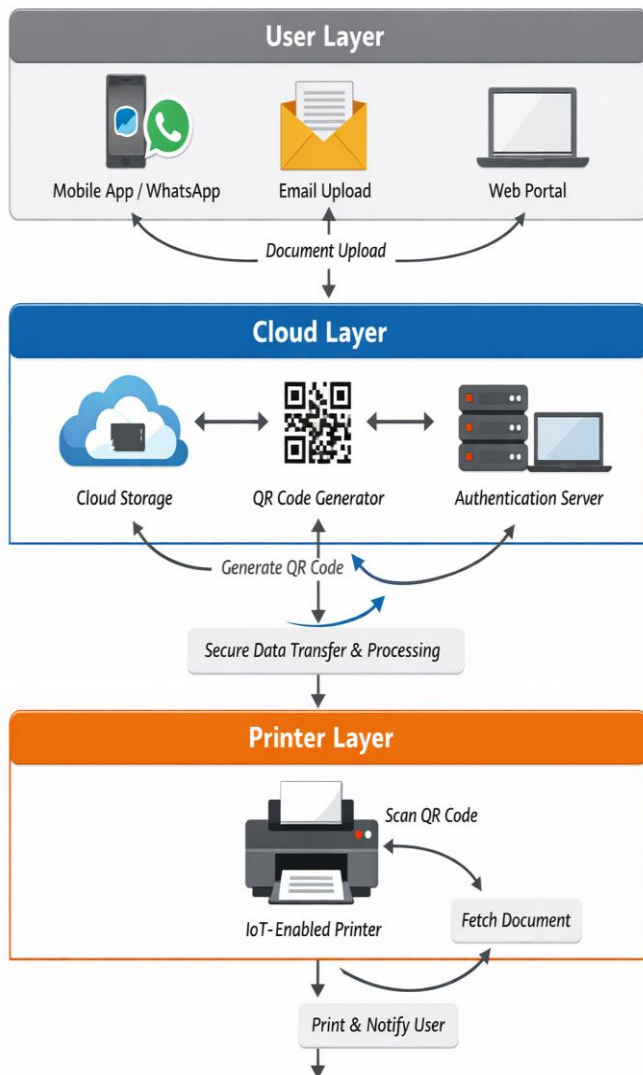 User Layer
Mobile App / WhatsApp
Email Upload
Web Portal
Document Upload
Cloud Layer
Cloud Storage
QR Code Generator
Authentication Server
Generate QR Code
Secure Data Transfer & Processing
Printer Layer
Scan QR Code
IoT-Enabled Printer
Fetch Document
Print & Notify User